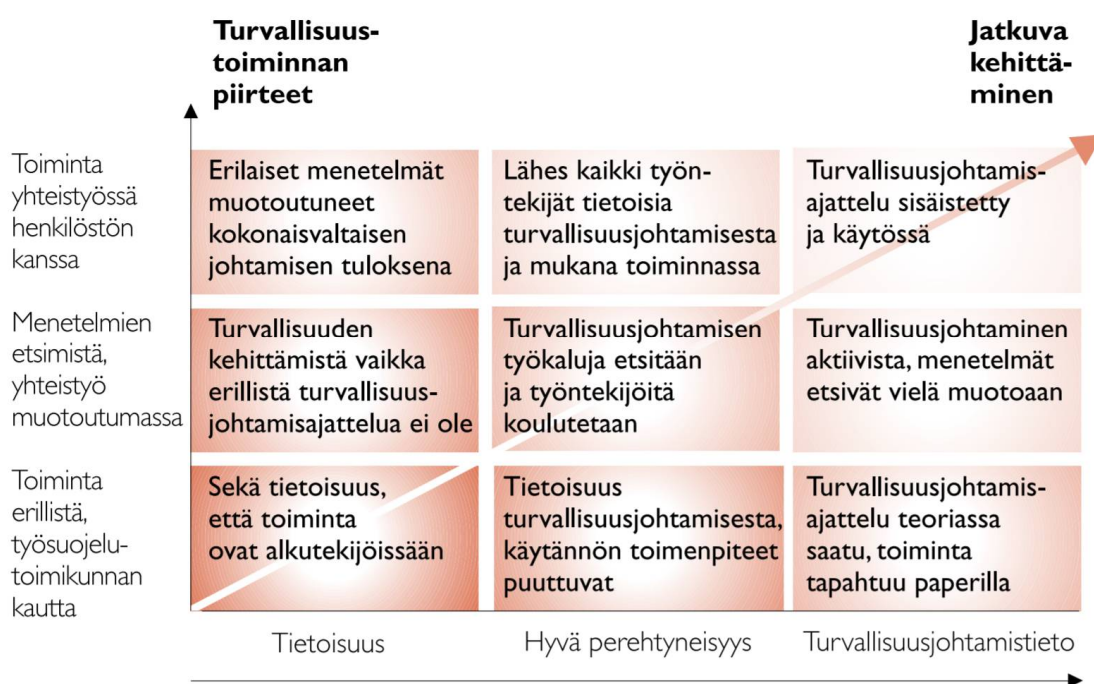 Turvallisuus-
toiminnan
piirteet
Jatkuva
kehittä-
minen
Toiminta
yhteistyössä
henkilöstön
kanssa
Erilaiset menetelmät
muotoutuneet
kokonaisvaltaisen
johtamisen tuloksena
Lähes kaikki työn-
tekijät tietoisia
turvallisuusjohtamisesta
ja mukana toiminnassa
Turvallisuusjohtamis-
ajattelu sisäistetty
ja käytössä
Menetelmien
etsimistä,
yhteistyö
muotoutumassa
Turvallisuuden
kehittämistä vaikka
erillistä turvallisuus-
johtamisajattelua ei ole
Turvallisuusjohtamisen
työkaluja etsitään
ja työntekijöitä
koulutetaan
Turvallisuusjohtaminen
aktiivista, menetelmät
etsivät vielä muotoaan
Toiminta
erillistä,
työsuojelu-
toimikunnan
kautta
Sekä tietoisuus,
että toiminta
ovat alkutekijöissään
Tietoisuus
turvallisuusjohtamisesta,
käytännön toimenpiteet
puuttuvat
Turvallisuusjohtamis-
ajattelu teoriassa
saatu, toiminta
tapahtuu paperilla
Tietoisuus
Hyvä perehtyneisyys
Turvallisuusjohtamistieto